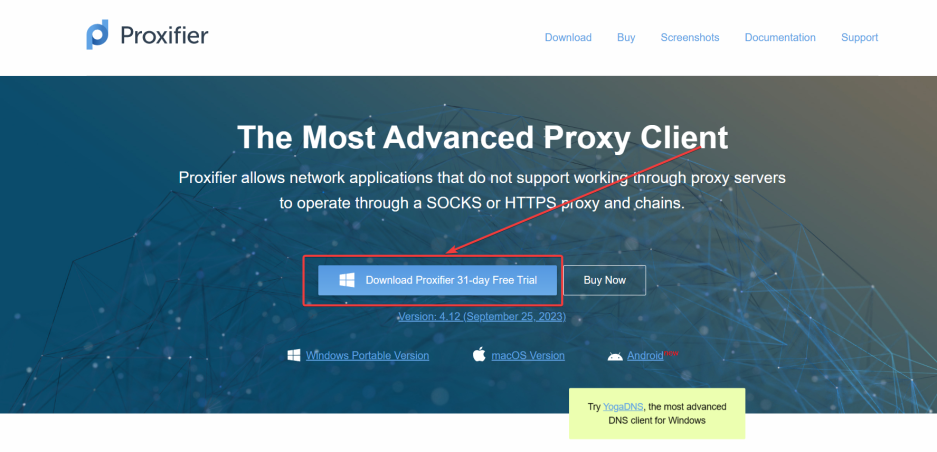 Proxifier
Download Buy Screenshots Documentation Support
The Most Advanced Proxy Client
Proxifier allows network applications that do not support working through proxy servers
to operate through a SOCKS or HTTPS proxy and chains.
Download Proxifier 31-day Free Trial Buy Now
Version: 4.12 (September 25, 2023)
Windows Portable Version macOS Version Android new
Try YogaDNS, the most advanced
DNS client for Windows